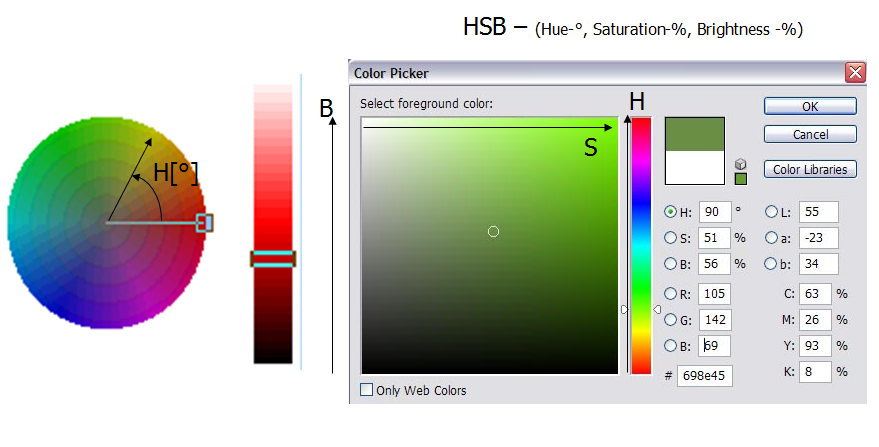 HSB – (Hue-°, Saturation-%, Brightness -%)
Color Picker
B
H
H[°]
S
Select foreground color:
OK
Cancel
Color Libraries
H: 90 °
L: 55
S: 51 %
a: -23
B: 56 %
b: 34
R: 105
C: 63 %
G: 142
M: 26 %
B: 69
Y: 93 %
# 698e45
K: 8 %
Only Web Colors